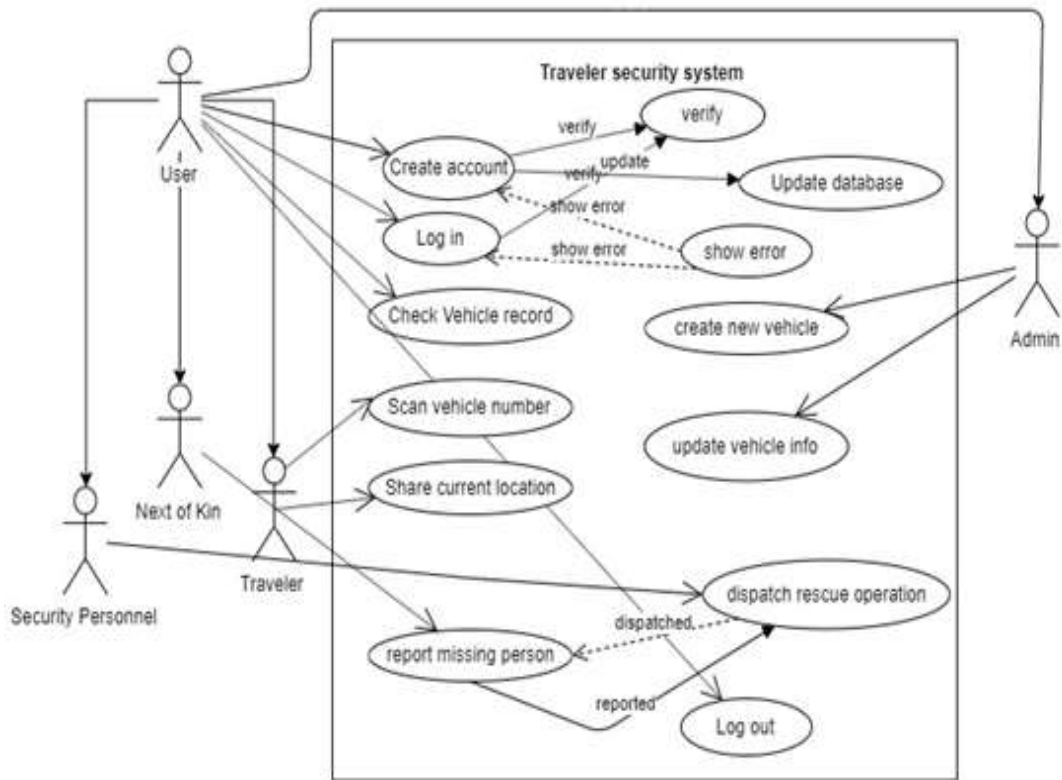 Traveler security system
verify
verify
Create account
update
verify
Update database
User
show error
Log in
show error
show error
Check Vehicle record
create new vehicle
Admin
Scan vehicle number
update vehicle info
Share current location
Next of Kin
Traveler
Security Personnel
dispatch rescue operation
dispatched
report missing person
reported
Log out